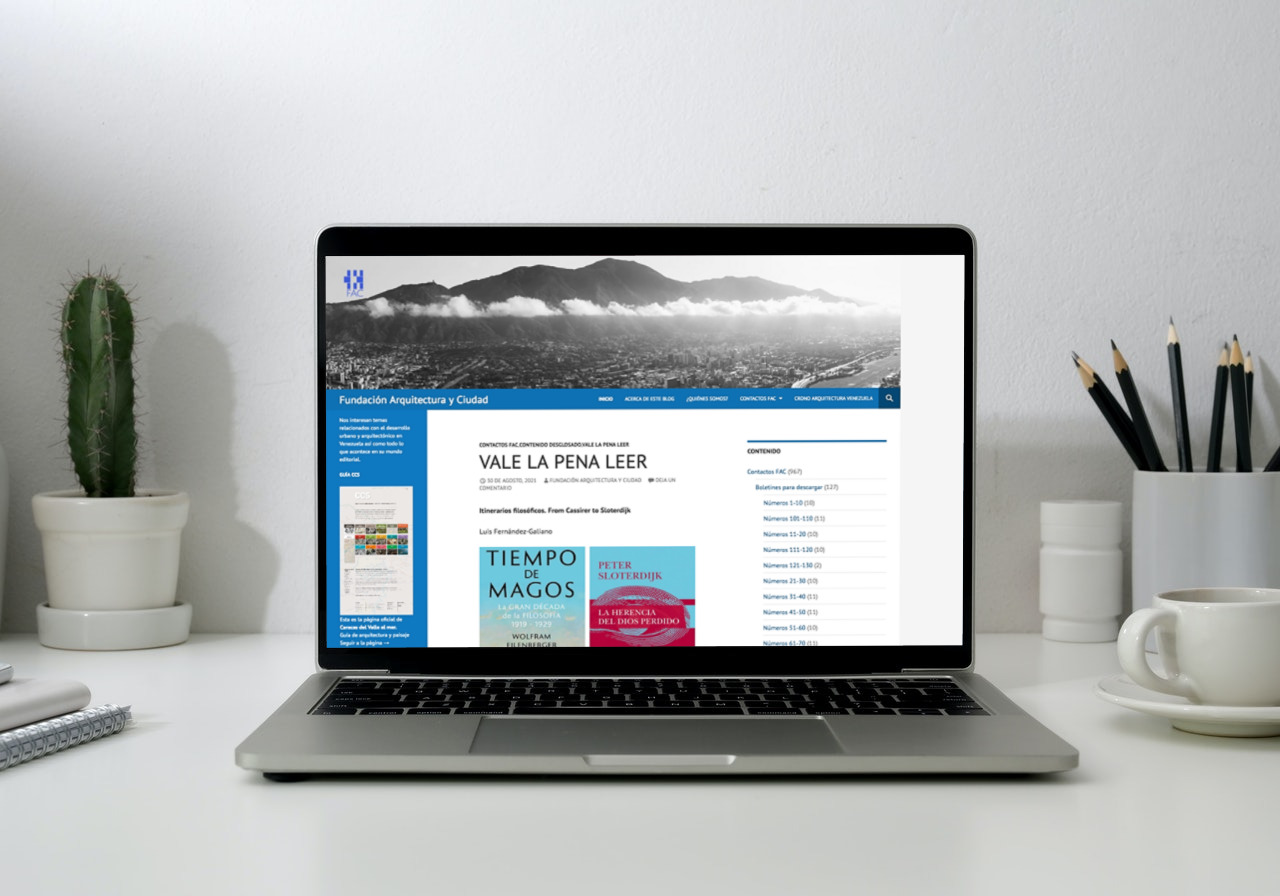 FAC
Fundación Arquitectura y Ciudad
INICIO ACERCA DE ESTE BLOG ¿QUIÉNES SOMOS? CONTACTOS FAC CRONO ARQUITECTURA VENEZUELA
Nos interesan temas
relacionados con el desarrollo
urbano y arquitectónico en
Venezuela así como todo lo
que acontece en su mundo
editorial.
GUÍA CCS
CCS
Este es la página oficial de
Caracas del Valle al mar.
Guía de arquitectura y paisaje
Seguir a la página →
CONTACTOS FAC, CONTENIDO DESGLOSADO, VALE LA PENA LEER
VALE LA PENA LEER
30 DE AGOSTO, 2021 FUNDACIÓN ARQUITECTURA Y CIUDAD DEJA UN
COMENTARIO
Itinerarios filosóficos. From Cassirer to Sloterdijk
Luis Fernández-Galiano
TIEMPO
DE
MAGOS
La GRAN DÉCADA
de la FILOSOFÍA
1919 - 1929
WOLFRAM
EILENBERGER
PETER
SLOTERDIJK
LA HERENCIA
DEL DIOS PERDIDO
CONTENIDO
Contactos FAC (967)
Boletines para descargar (127)
Números 1-10 (10)
Números 101-110 (11)
Números 11-20 (10)
Números 111-120 (10)
Números 121-130 (2)
Números 21-30 (10)
Números 31-40 (11)
Números 41-50 (11)
Números 51-60 (10)
Números 61-70 (11)
control option command command option